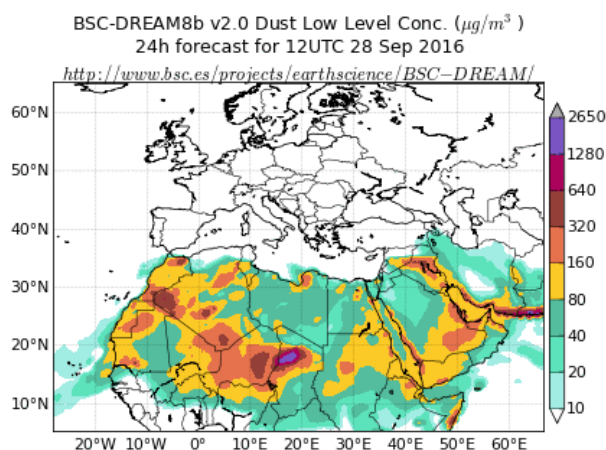 BSC-DREAM8b v2.0 Dust Low Level Conc. (μg/m³ )
24h forecast for 12UTC 28 Sep 2016
http://www.bsc.es/projects/earthscience/BSC−DREAM/
60°N
50°N
40°N
30°N
20°N
10°N
20°W 10°W 0° 10°E 20°E 30°E 40°E 50°E 60°E
2650
1280
640
320
160
80
40
20
10